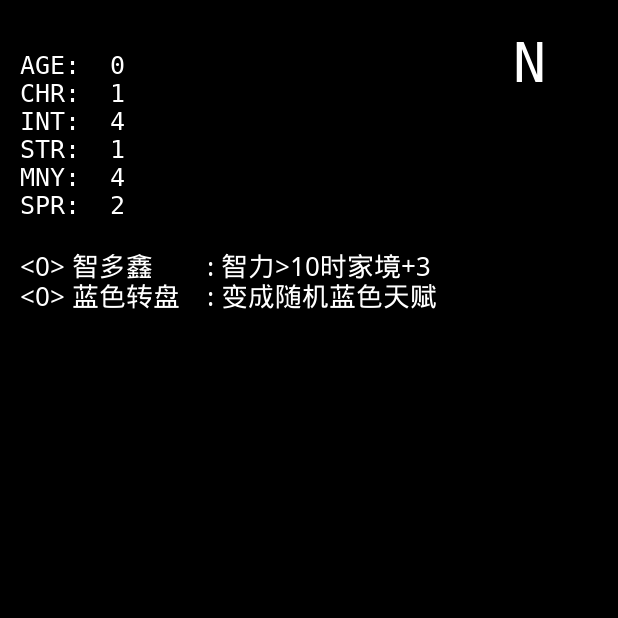 N
AGE: 0
CHR: 1
INT: 4
STR: 1
MNY: 4
SPR: 2
<0> 智多鑫 : 智力>10时家境+3
<0> 蓝色转盘 : 变成随机蓝色天赋